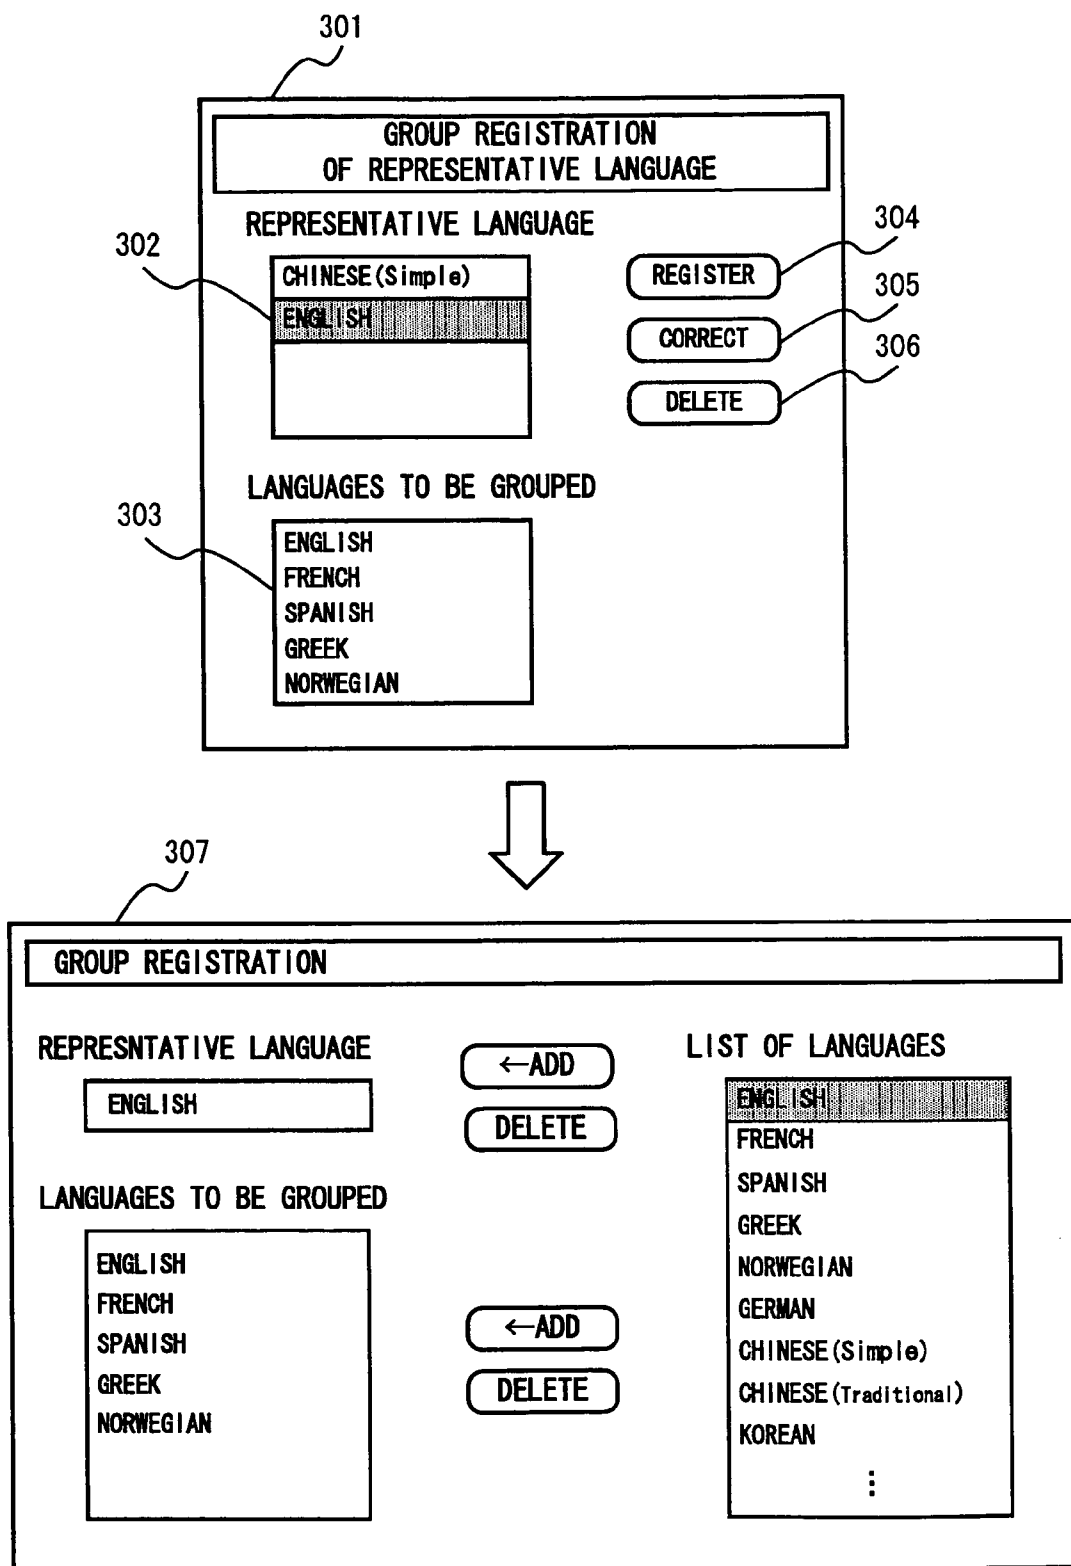 301
GROUP REGISTRATION
OF REPRESENTATIVE LANGUAGE
REPRESENTATIVE LANGUAGE
302
CHINESE(Simple)
ENGLISH
REGISTER
304
CORRECT
305
DELETE
306
LANGUAGES TO BE GROUPED
303
ENGLISH
FRENCH
SPANISH
GREEK
NORWEGIAN
307
GROUP REGISTRATION
REPRESNTATIVE LANGUAGE
ENGLISH
←ADD
DELETE
LANGUAGES TO BE GROUPED
ENGLISH
FRENCH
SPANISH
GREEK
NORWEGIAN
←ADD
DELETE
LIST OF LANGUAGES
ENGLISH
FRENCH
SPANISH
GREEK
NORWEGIAN
GERMAN
CHINESE(Simple)
CHINESE(Traditional)
KOREAN
⋮